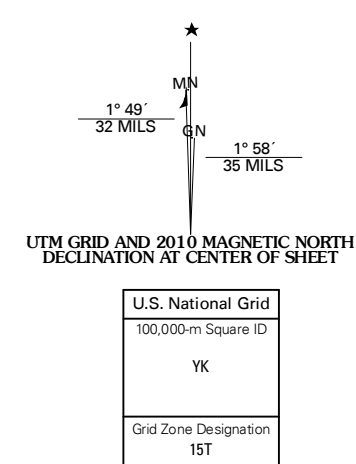 MN
1° 49´
32 MILS
GN
1° 58´
35 MILS
UTM GRID AND 2010 MAGNETIC NORTH
DECLINATION AT CENTER OF SHEET
U.S. National Grid
100,000-m Square ID
YK
Grid Zone Designation
15T